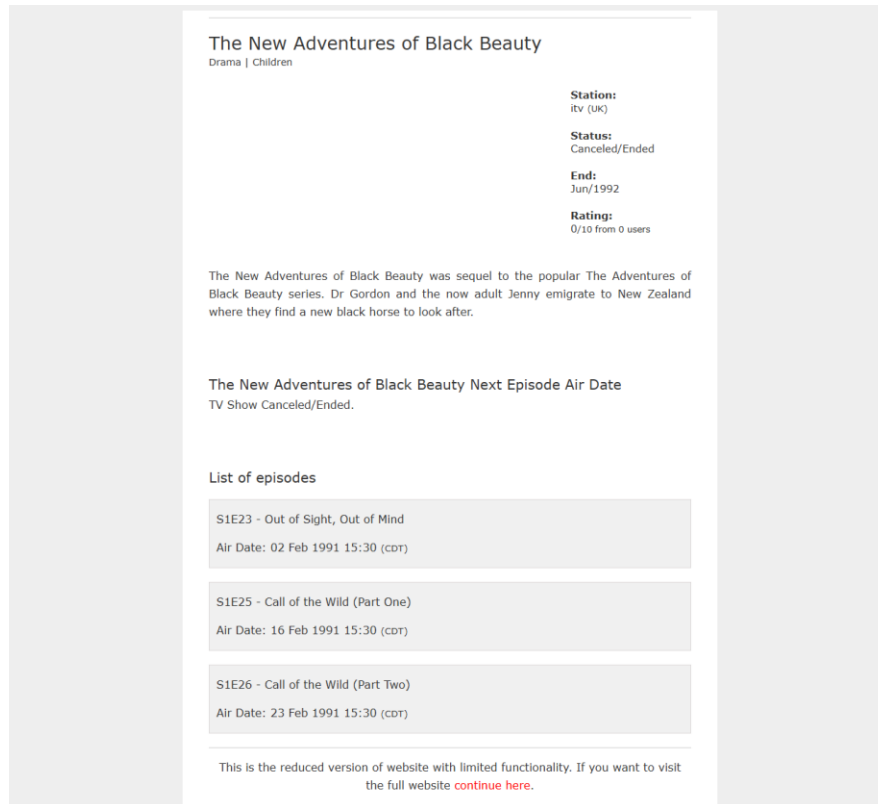 The New Adventures of Black Beauty
Drama | Children
Station:
itv (UK)
Status:
Canceled/Ended
End:
Jun/1992
Rating:
0/10 from 0 users
The New Adventures of Black Beauty was sequel to the popular The Adventures of
Black Beauty series. Dr Gordon and the now adult Jenny emigrate to New Zealand
where they find a new black horse to look after.
The New Adventures of Black Beauty Next Episode Air Date
TV Show Canceled/Ended.
List of episodes
S1E23 - Out of Sight, Out of Mind
Air Date: 02 Feb 1991 15:30 (CDT)
S1E25 - Call of the Wild (Part One)
Air Date: 16 Feb 1991 15:30 (CDT)
S1E26 - Call of the Wild (Part Two)
Air Date: 23 Feb 1991 15:30 (CDT)
This is the reduced version of website with limited functionality. If you want to visit
the full website continue here.